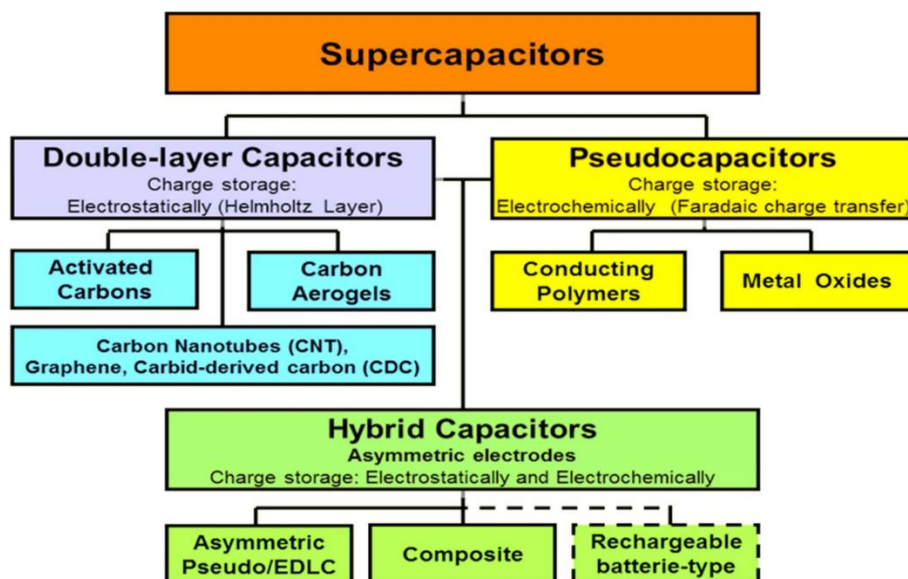 Supercapacitors
Double-layer Capacitors
Charge storage:
Electrostatically (Helmholtz Layer)
Pseudocapacitors
Charge storage:
Electrochemically (Faradaic charge transfer)
Activated
Carbons
Carbon
Aerogels
Conducting
Polymers
Metal Oxides
Carbon Nanotubes (CNT),
Graphene, Carbid-derived carbon (CDC)
Hybrid Capacitors
Asymmetric electrodes
Charge storage: Electrostatically and Electrochemically
Asymmetric
Pseudo/EDLC
Composite
Rechargeable
batterie-type